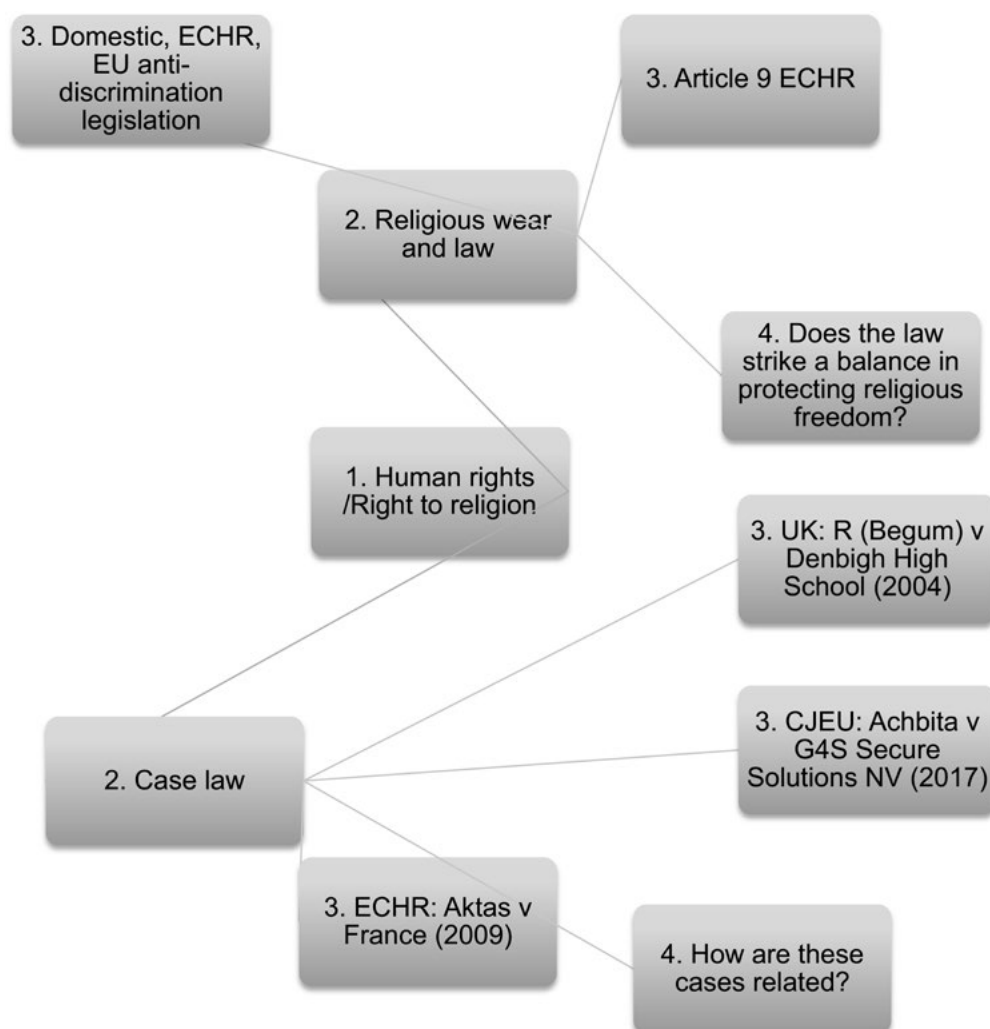 3. Domestic, ECHR,
EU anti-
discrimination
legislation
3. Article 9 ECHR
2. Religious wear
and law
4. Does the law
strike a balance in
protecting religious
freedom?
1. Human rights
/Right to religion
3. UK: R (Begum) v
Denbigh High
School (2004)
3. CJEU: Achbita v
G4S Secure
Solutions NV (2017)
2. Case law
3. ECHR: Aktas v
France (2009)
4. How are these
cases related?